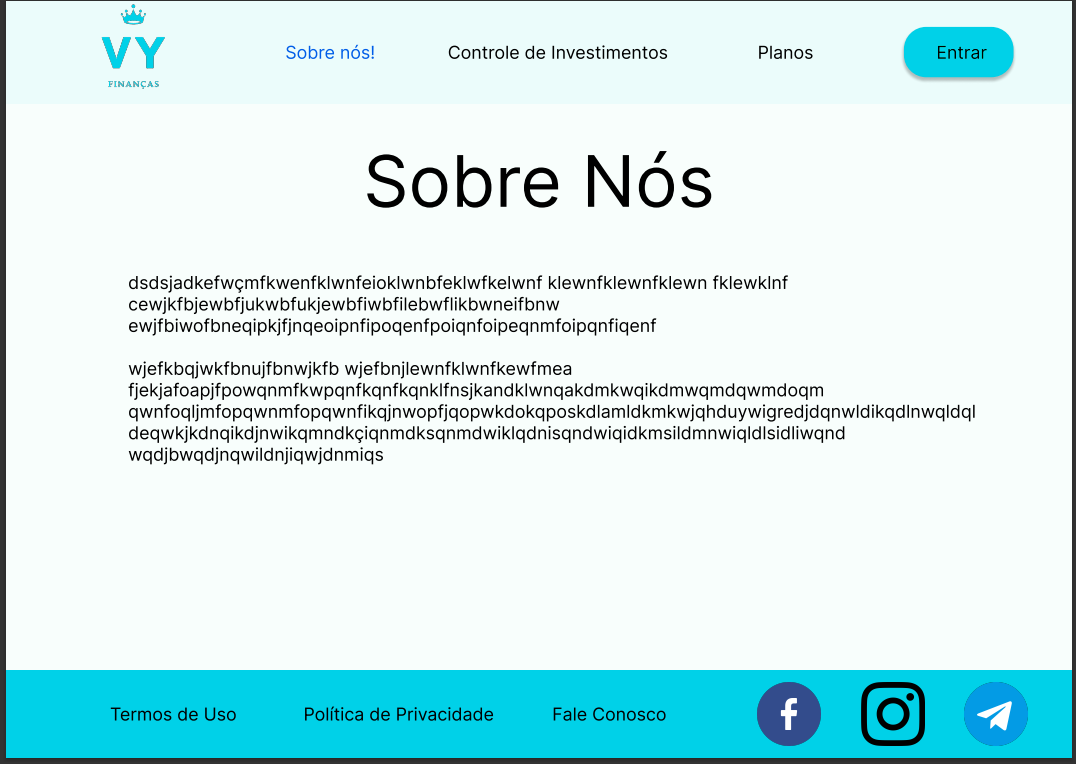 VY
FINANÇAS
Sobre nós!
Controle de Investimentos
Planos
Entrar
Sobre Nós
dsdsjadkefwçmfkwenfklwnfeioklwnbfeklwfkelwnf klewnfklewnfklewn fklewklnf
cewjkfbjewbfjukwbfukjewbfiwbfilebwflikbwneifbnw
ewjfbiwofbneqipkjfjnqeoipnfipoqenfpoiqnfoipeqnmfoipqnfiqenf
wjefkbqjwkfbnujfbnwjkfb wjefbnjlewnfklwnfkewfmea
fjekjafoapjfpowqnmfkwpqnfkqnfkqnklfnsjkandklwnqakdmkwqikdmwqmdqwmdoqm
qwnfoqljmfopqwnmfopqwnfikqjnwopfjqopwkdokqposkdlamldkmkwjqhduywigredjdqnwldikqdlnwqldql
deqwkjkdnqikdjnwikqmndkçiqnmdksqnmdwiklqdnisqndwiqidkmsildmnwiqldlsidliwqnd
wqdjbwqdjnqwildnjiqwjdnmiqs
Termos de Uso
Política de Privacidade
Fale Conosco